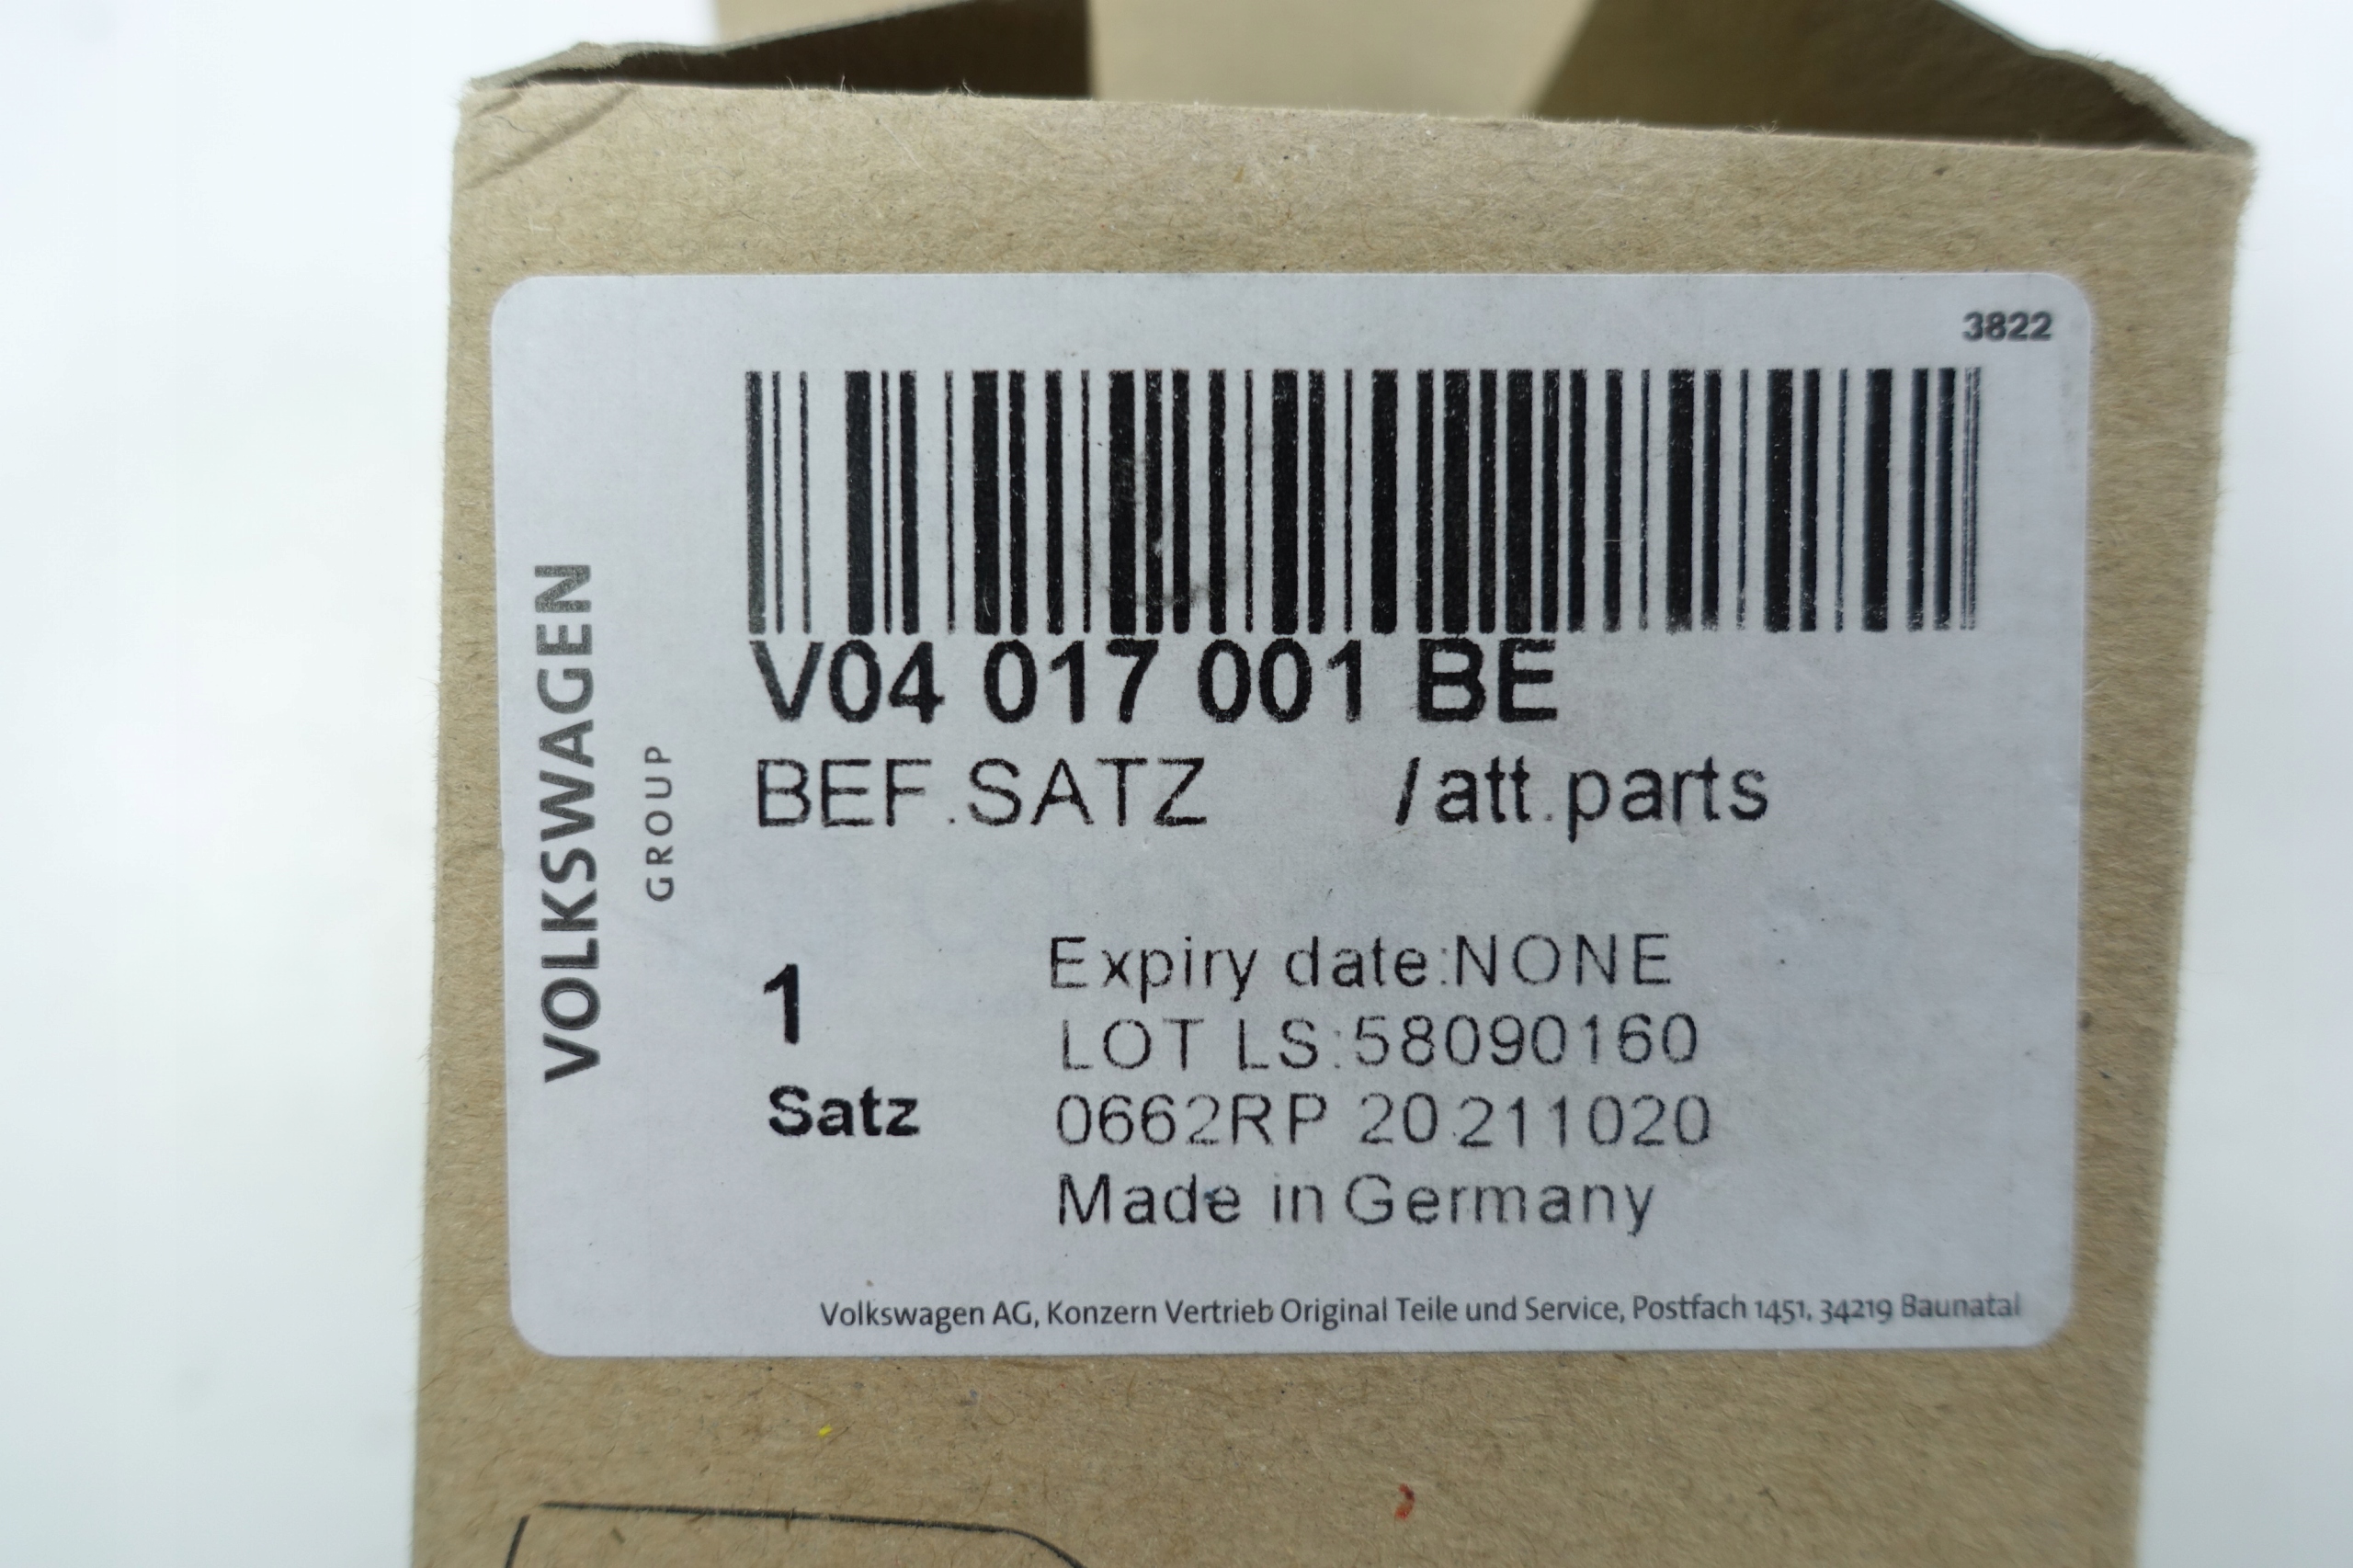 3822
VOLKSWAGEN
GROUP
V04 017 001 BE
BEF.SATZ /att.parts
1
Satz
Expiry date:NONE
LOT LS:58090160
0662RP 20211020
Made in Germany
Volkswagen AG, Konzern Vertrieb Original Teile und Service, Postfach 1451, 34219 Baunatal